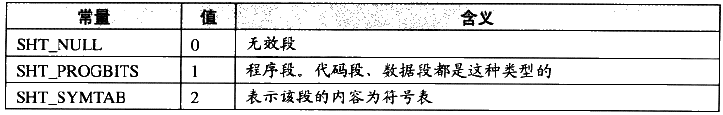 常量 值 含义
SHT_NULL 0 无效段
SHT_PROGBITS 1 程序段。代码段、数据段都是这种类型的
SHT_SYMTAB 2 表示该段的内容为符号表